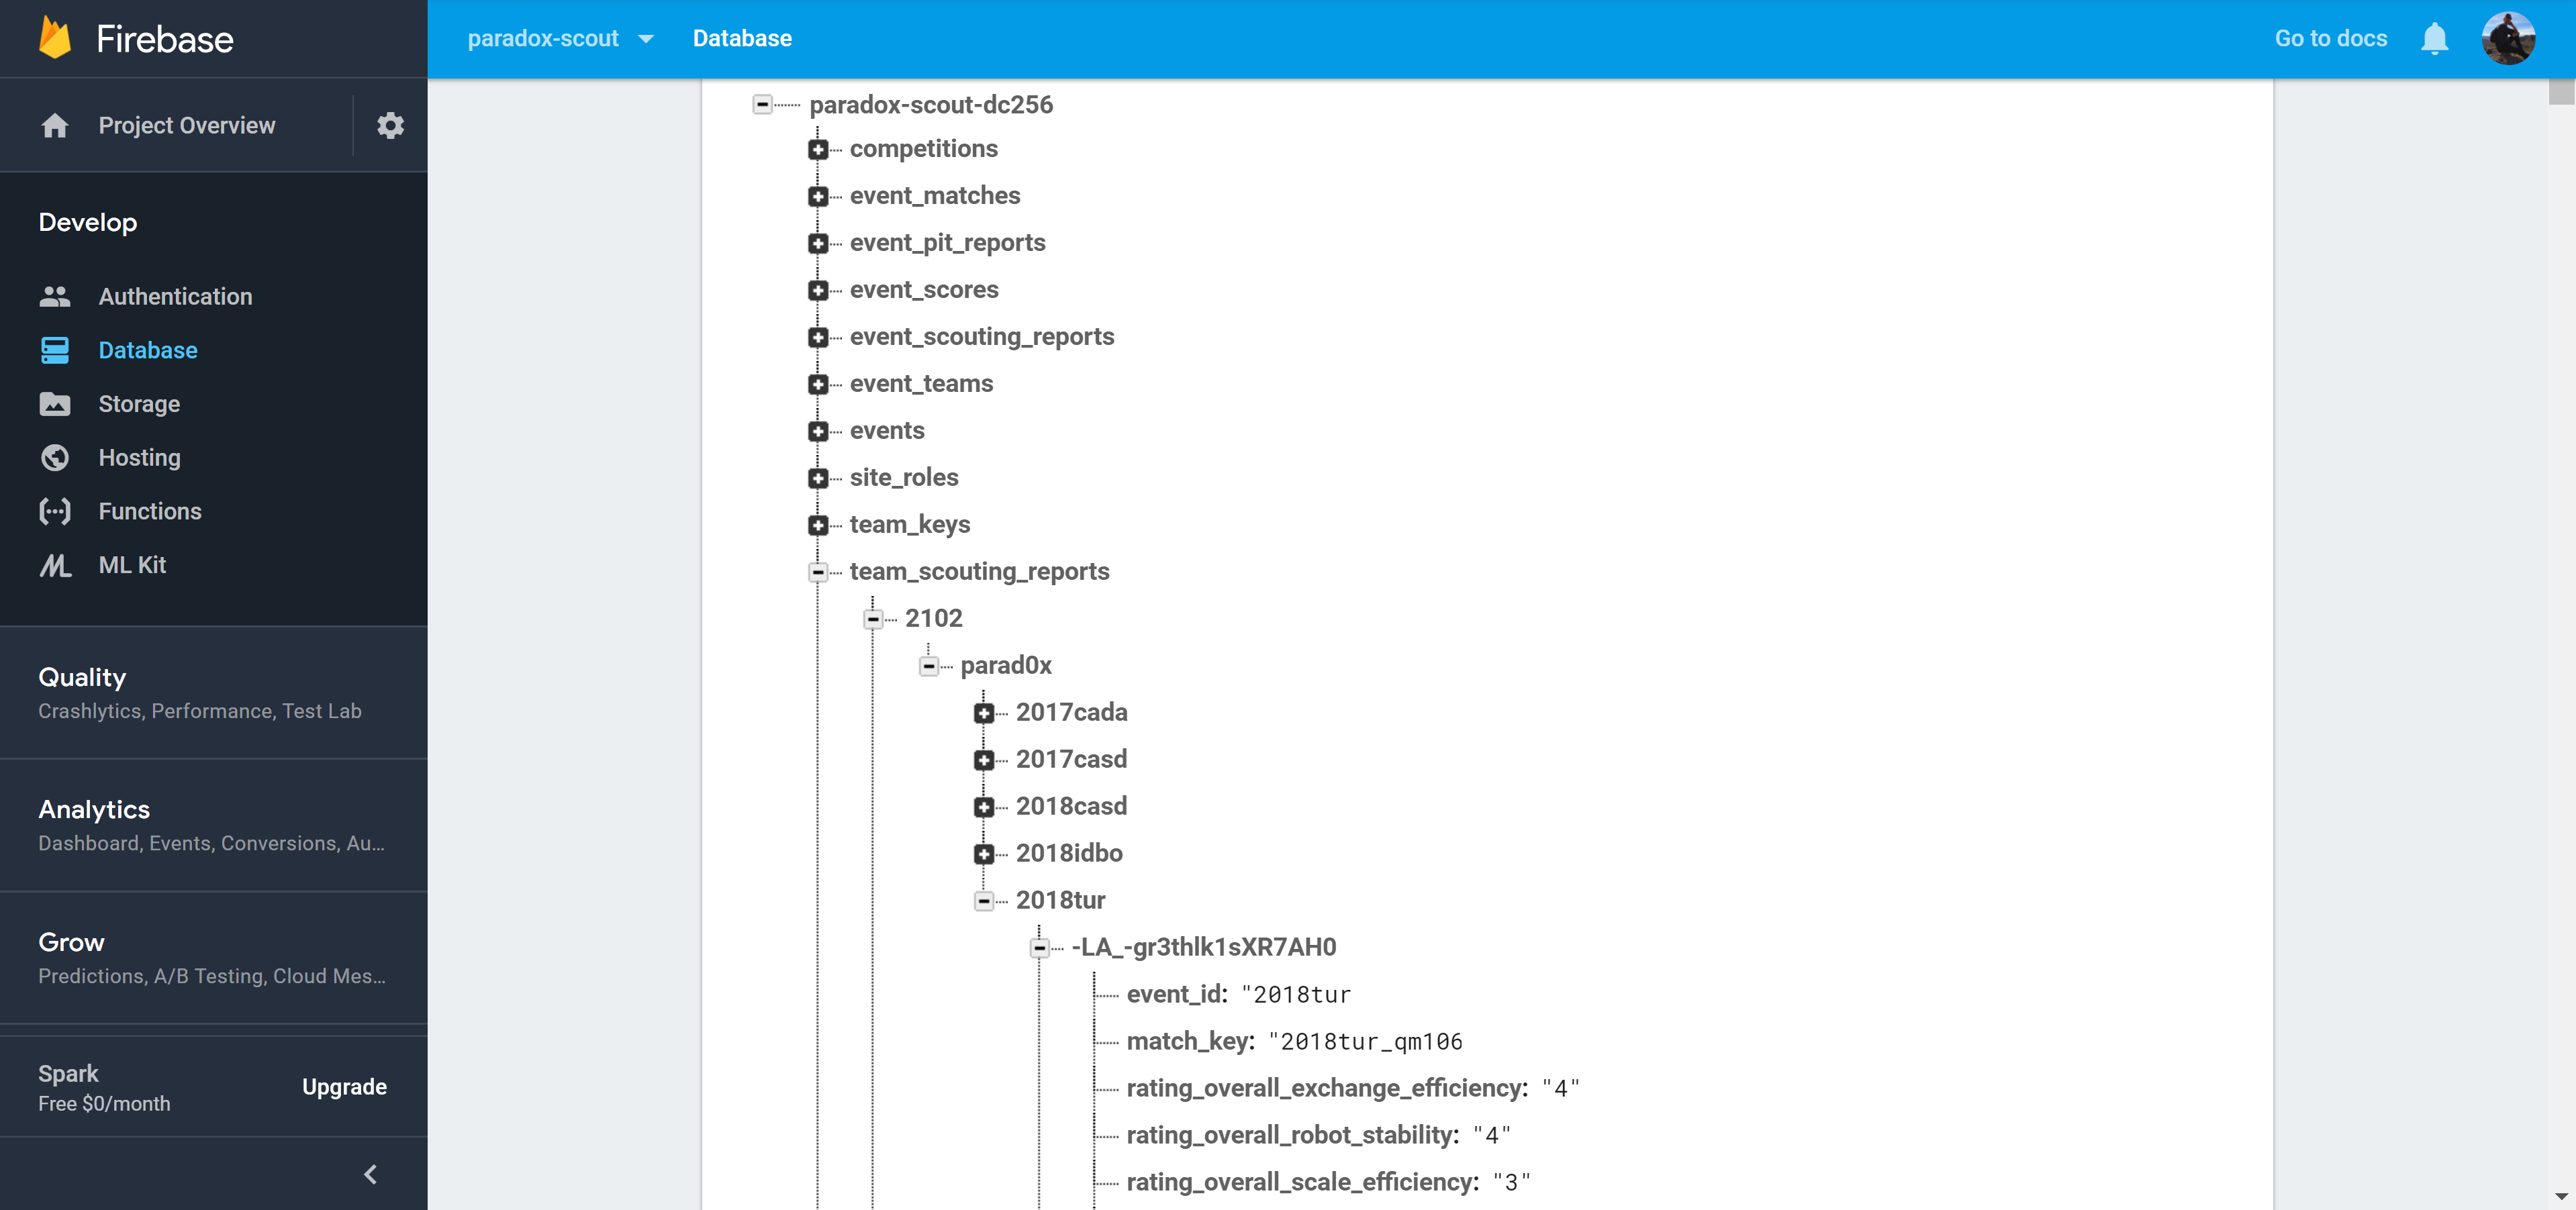 Firebase
paradox-scout
Database
Go to docs
Project Overview
Develop
Authentication
Database
Storage
Hosting
Functions
ML Kit
Quality
Crashlytics, Performance, Test Lab
Analytics
Dashboard, Events, Conversions, Au...
Grow
Predictions, A/B Testing, Cloud Mes...
Spark
Free $0/month
Upgrade
paradox-scout-dc256
competitions
event_matches
event_pit_reports
event_scores
event_scouting_reports
event_teams
events
site_roles
team_keys
team_scouting_reports
2102
parad0x
2017cada
2017casd
2018casd
2018idbo
2018tur
-LA_-gr3thlk1sXR7AH0
event_id: "2018tur
match_key: "2018tur_qm106
rating_overall_exchange_efficiency: "4"
rating_overall_robot_stability: "4"
rating_overall_scale_efficiency: "3"